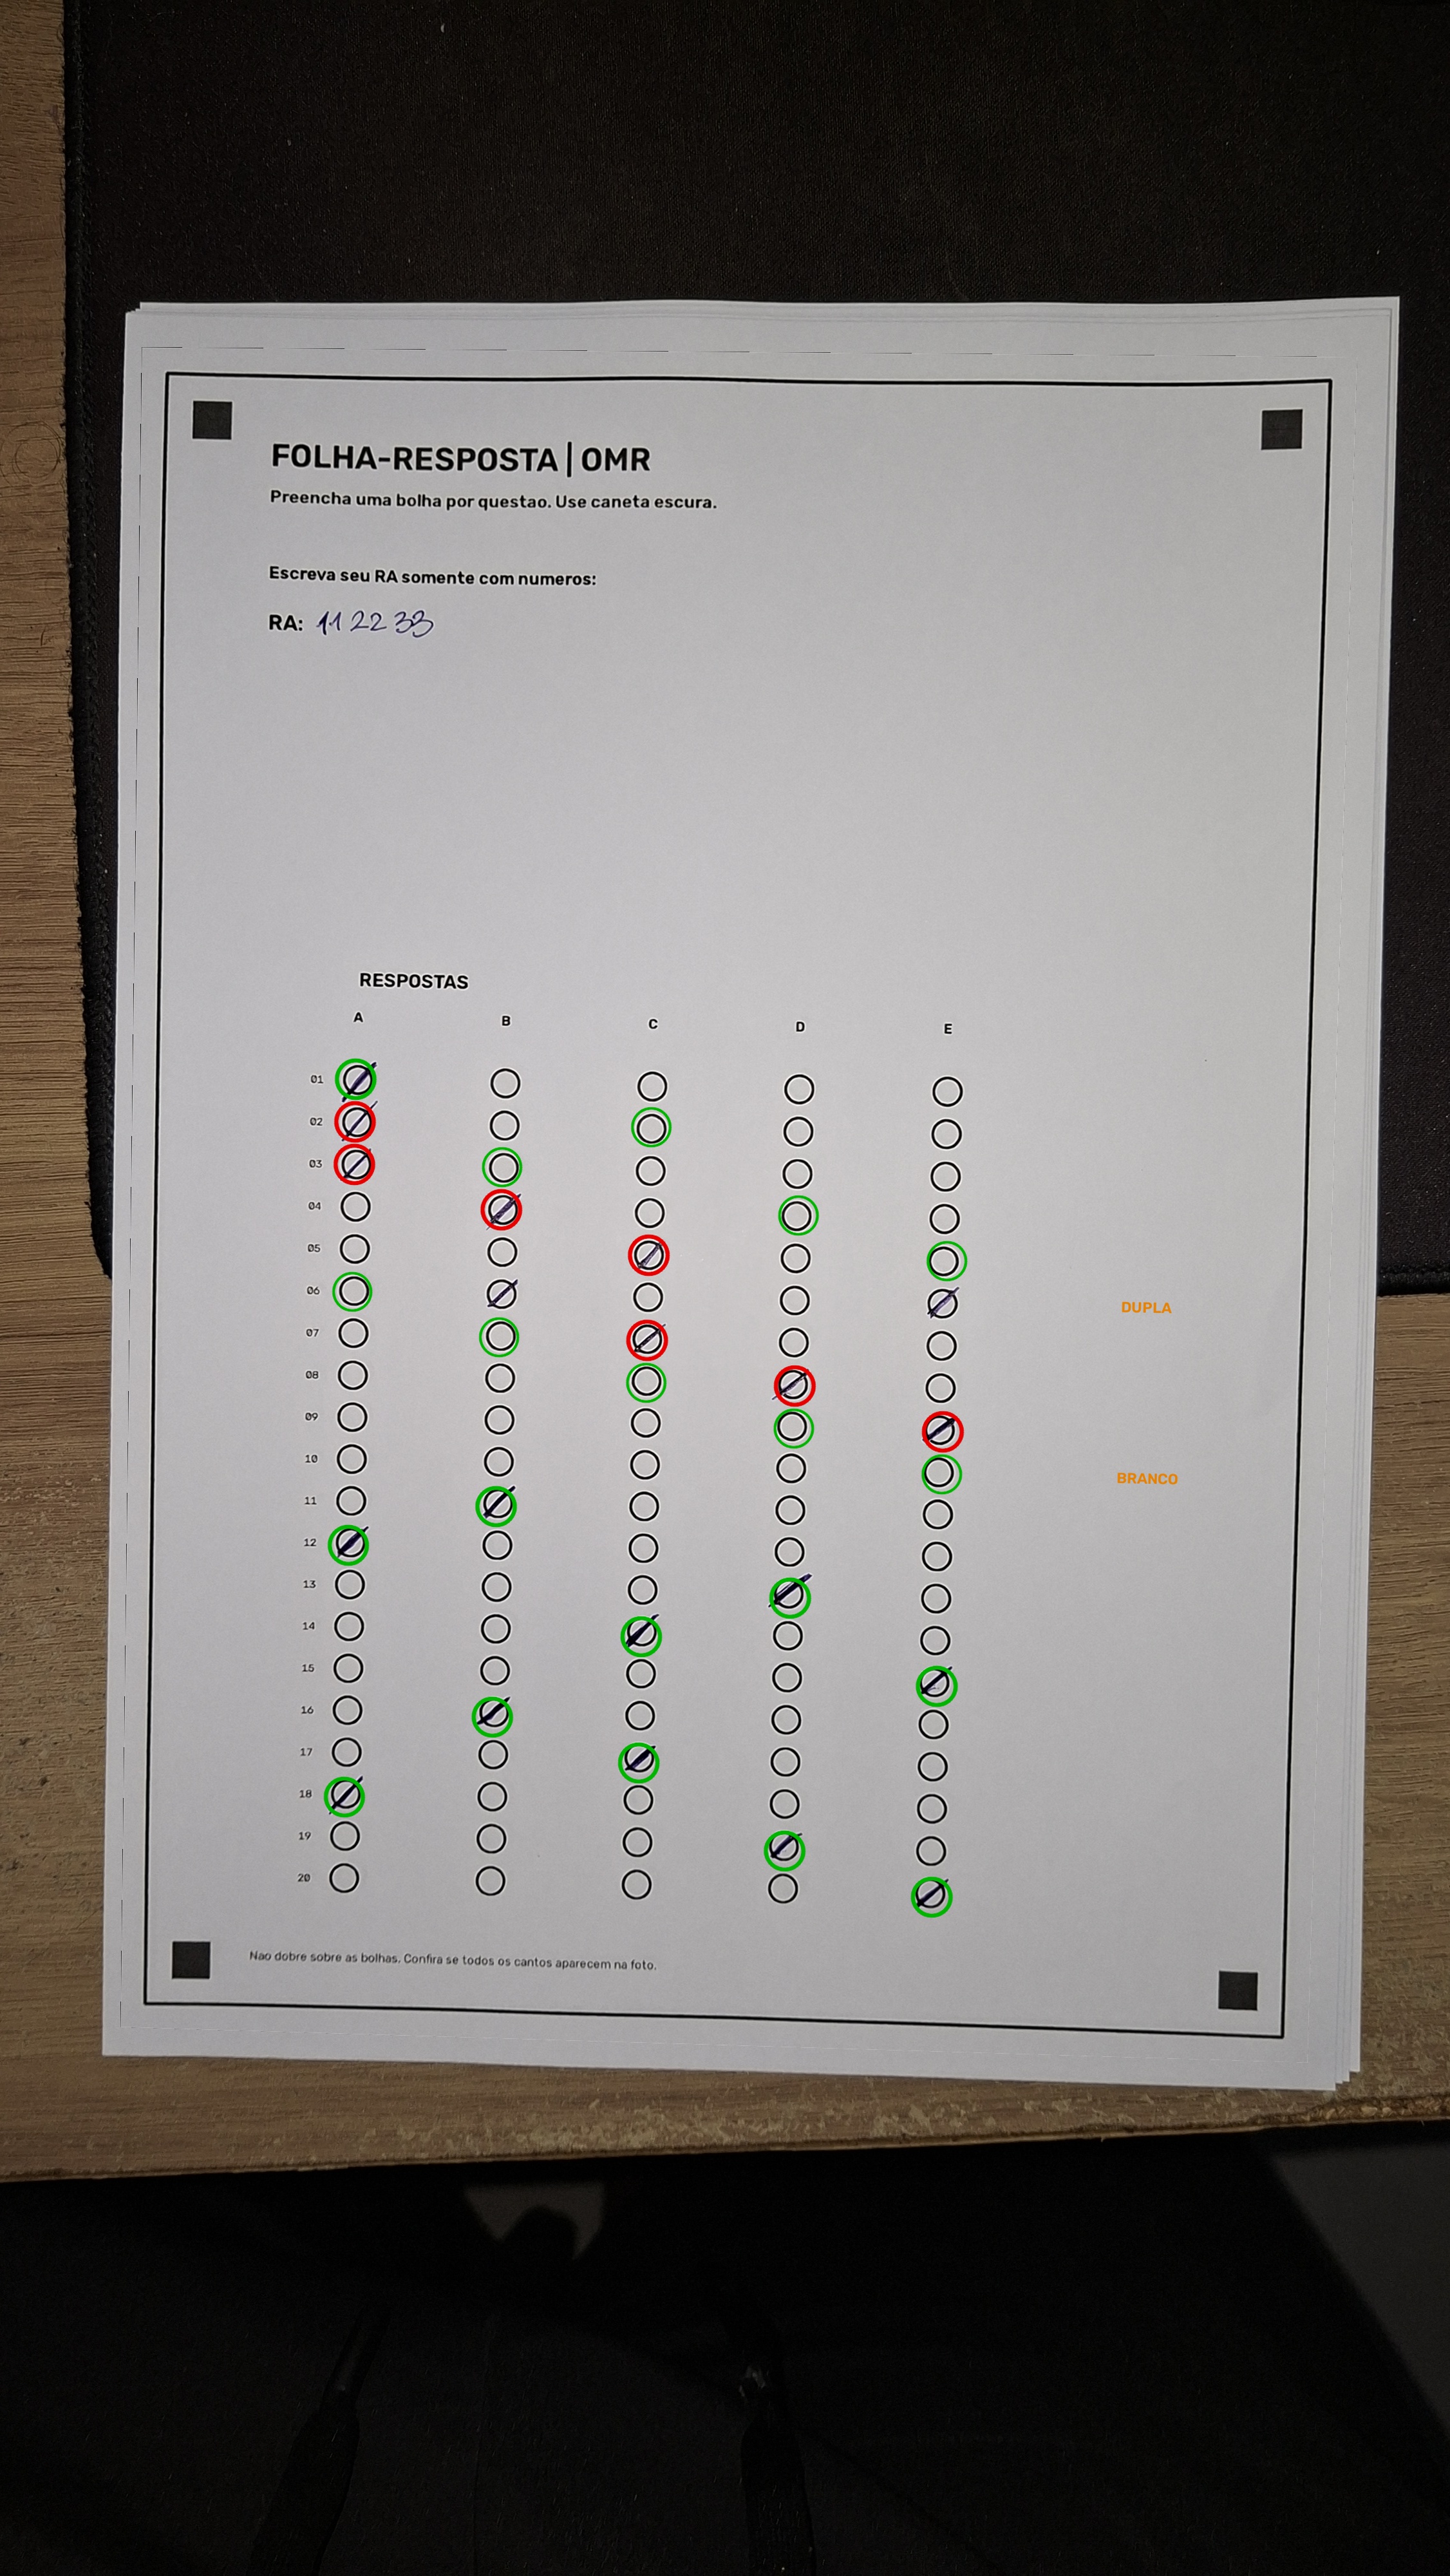 FOLHA-RESPOSTA | OMR
Preencha uma bolha por questao. Use caneta escura.
Escreva seu RA somente com numeros:
RA: 112233
RESPOSTAS
A B C D E
01
02
03
04
05
06 DUPLA
07
08
09
10 BRANCO
11
12
13
14
15
16
17
18
19
20
Nao dobre sobre as bolhas. Confira se todos os cantos aparecem na foto.